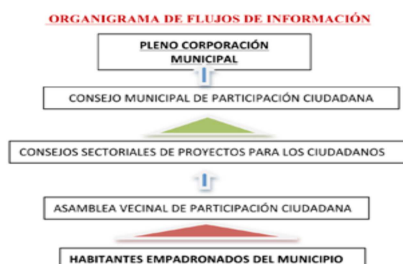 ORGANIGRAMA DE FLUJOS DE INFORMACIÓN
PLENO CORPORACIÓN
MUNICIPAL
CONSEJO MUNICIPAL DE PARTICIPACIÓN CIUDADANA
CONSEJOS SECTORIALES DE PROYECTOS PARA LOS CIUDADANOS
ASAMBLEA VECINAL DE PARTICIPACIÓN CIUDADANA
HABITANTES EMPADRONADOS DEL MUNICIPIO